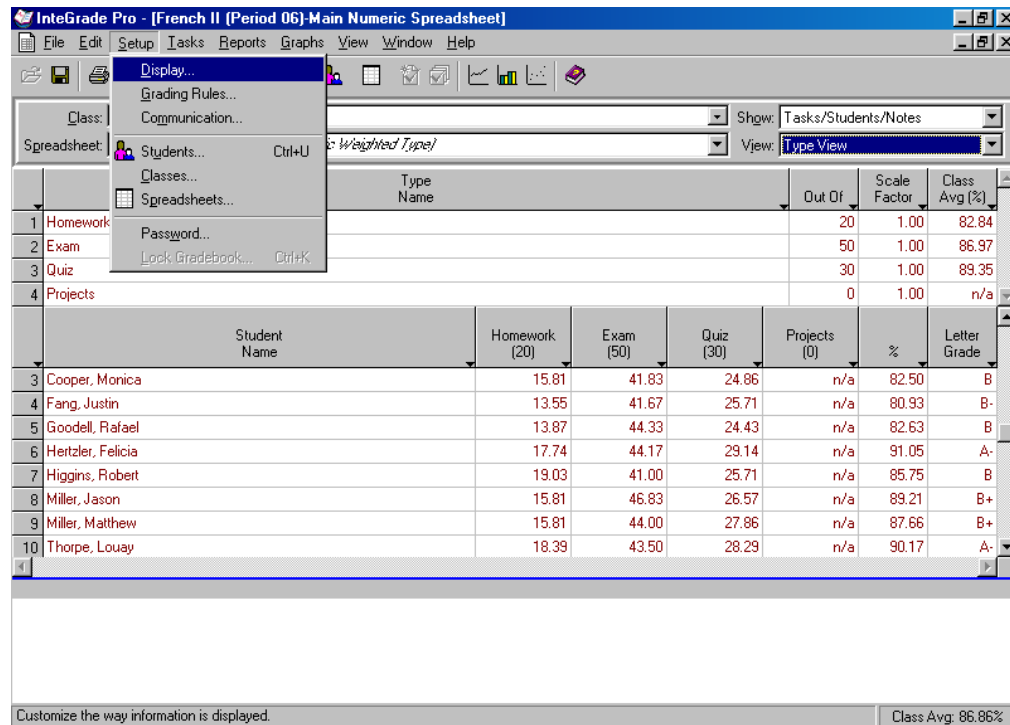 InteGrade Pro - [French II (Period 06)-Main Numeric Spreadsheet]
File Edit Setup Tasks Reports Graphs View Window Help
Display...
Grading Rules...
Communication...
Students... Ctrl+U
Classes...
Spreadsheets...
Password...
Lock Gradebook... Ctrl+K
Class: Show: Tasks/Students/Notes
Spreadsheet: Weighted Type) View: Type View
Type Name Out Of Scale Factor Class Avg (%)
1 Homework 20 1.00 82.84
2 Exam 50 1.00 86.97
3 Quiz 30 1.00 89.35
4 Projects 0 1.00 n/a
Student Name Homework (20) Exam (50) Quiz (30) Projects (0) % Letter Grade
3 Cooper, Monica 15.81 41.83 24.86 n/a 82.50 B
4 Fang, Justin 13.55 41.67 25.71 n/a 80.93 B-
5 Goodell, Rafael 13.87 44.33 24.43 n/a 82.63 B
6 Hertzler, Felicia 17.74 44.17 29.14 n/a 91.05 A-
7 Higgins, Robert 19.03 41.00 25.71 n/a 85.75 B
8 Miller, Jason 15.81 46.83 26.57 n/a 89.21 B+
9 Miller, Matthew 15.81 44.00 27.86 n/a 87.66 B+
10 Thorpe, Louay 18.39 43.50 28.29 n/a 90.17 A-
Customize the way information is displayed. Class Avg: 86.86%